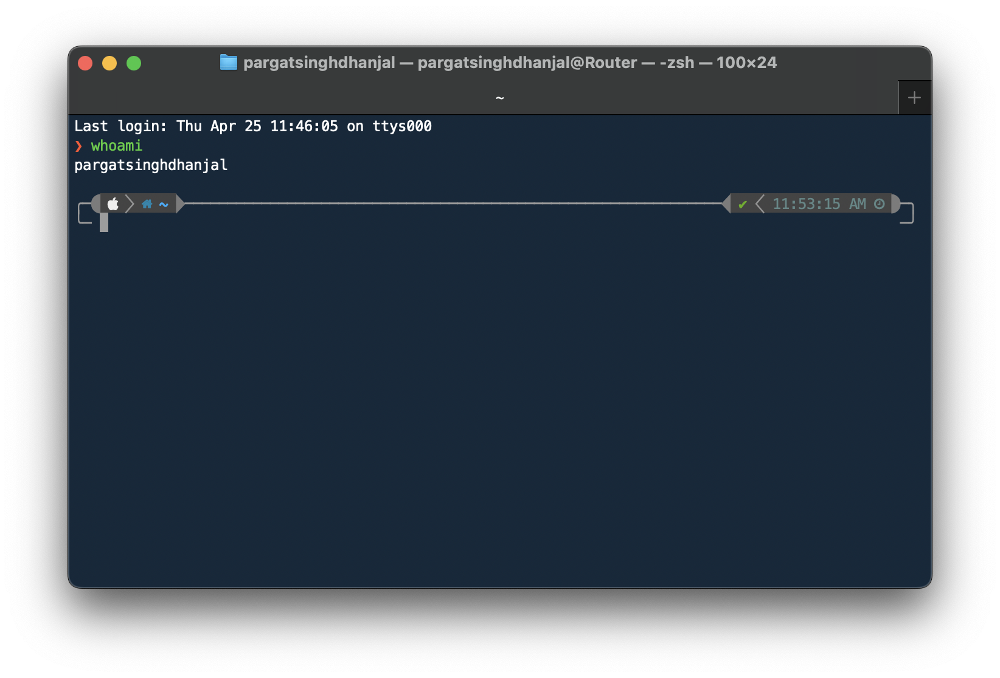 pargatsinghdhanjal — pargatsinghdhanjal@Router — -zsh — 100×24
~
Last login: Thu Apr 25 11:46:05 on ttys000
❯ whoami
pargatsinghdhanjal
~ ✔ 11:53:15 AM